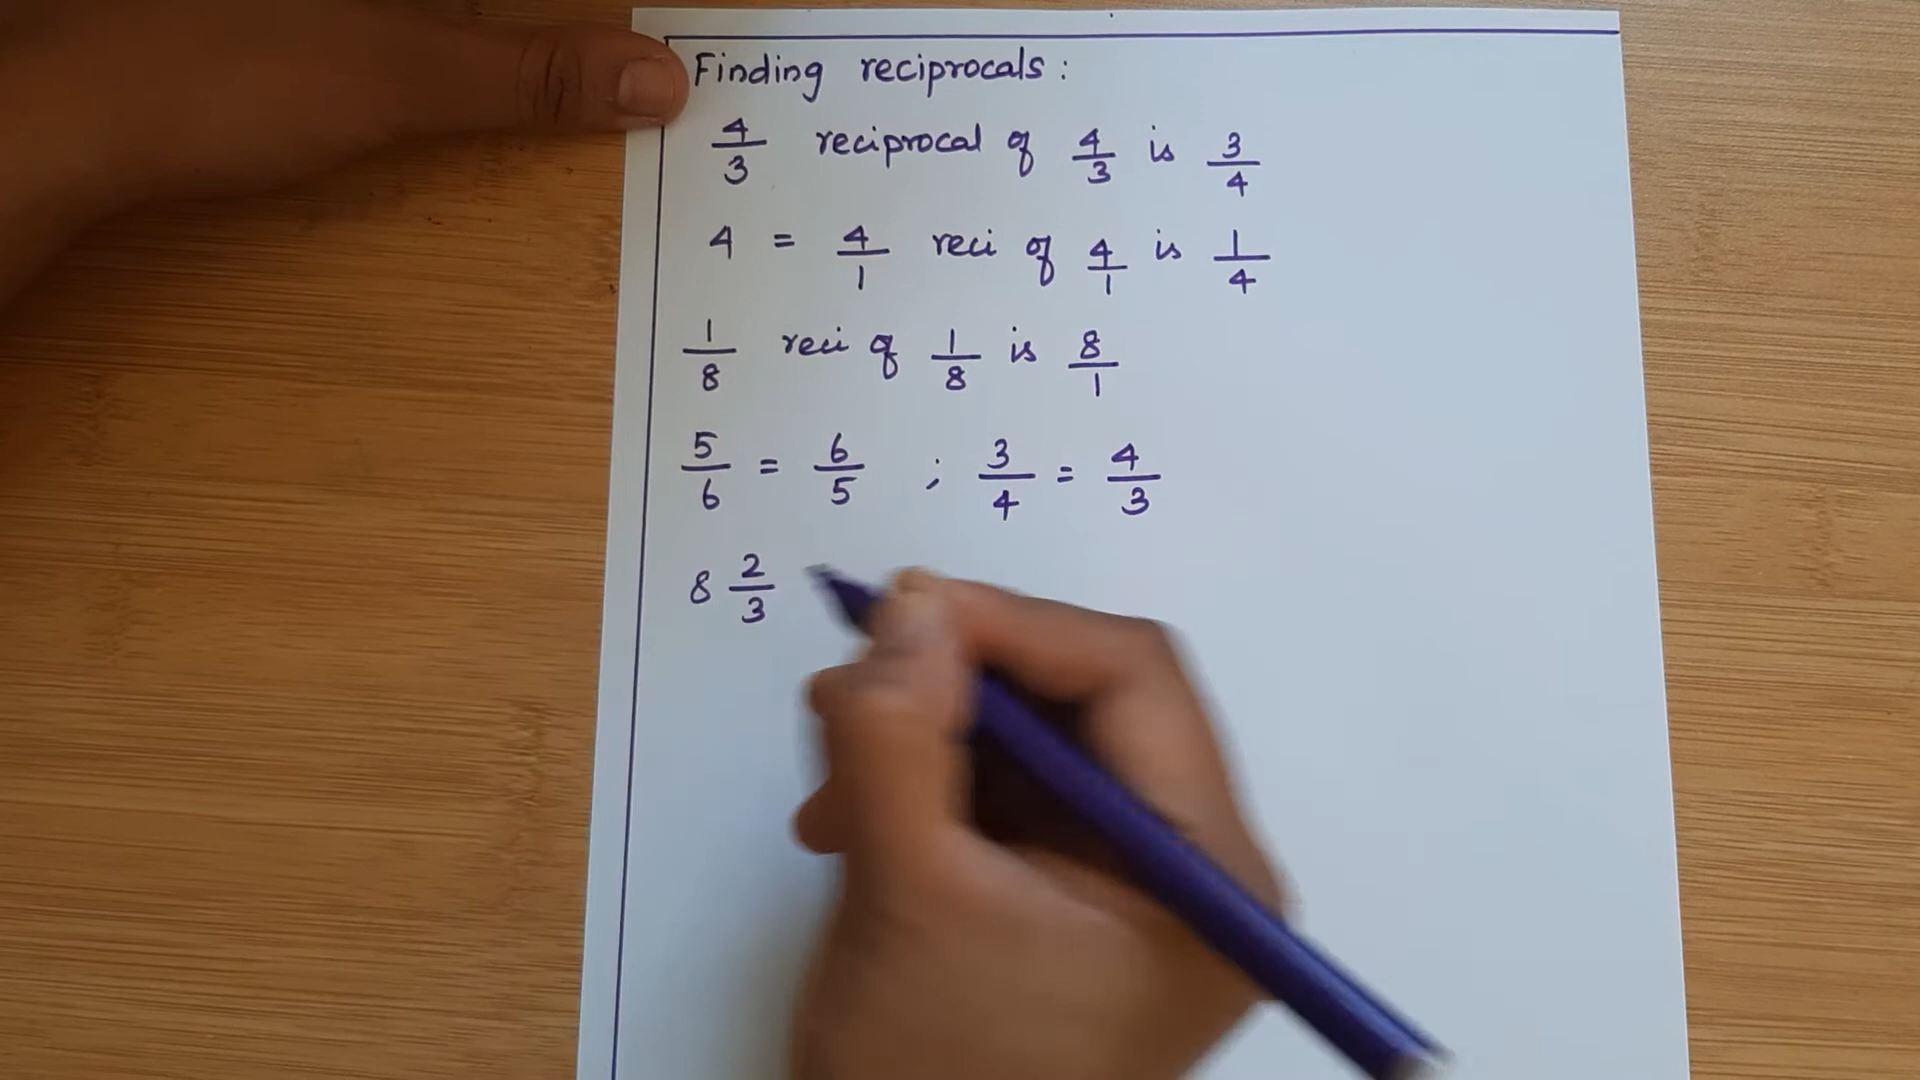 Finding reciprocals:
4/3 reciprocal of 4/3 is 3/4
4 = 4/1 reci of 4/1 is 1/4
1/8 reci of 1/8 is 8/1
5/6 = 6/5 ; 3/4 = 4/3
8 2/3